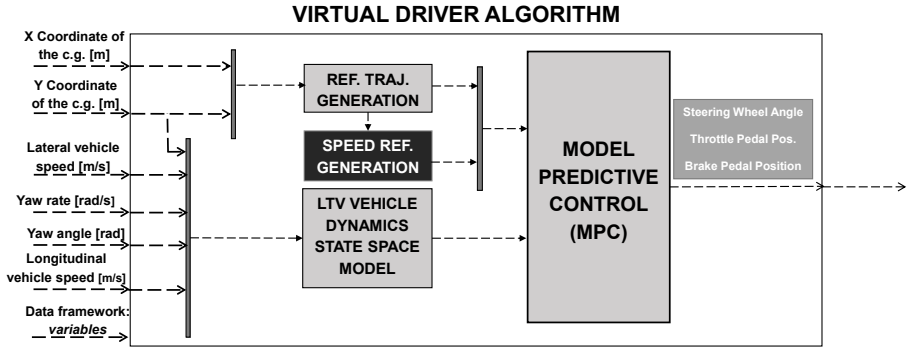 VIRTUAL DRIVER ALGORITHM
X Coordinate of
the c.g. [m]
Y Coordinate
of the c.g. [m]
Lateral vehicle
speed [m/s]
Yaw rate [rad/s]
Yaw angle [rad]
Longitudinal
vehicle speed [m/s]
Data framework:
variables
REF. TRAJ.
GENERATION
SPEED REF.
GENERATION
LTV VEHICLE
DYNAMICS
STATE SPACE
MODEL
MODEL
PREDICTIVE
CONTROL
(MPC)
Steering Wheel Angle
Throttle Pedal Pos.
Brake Pedal Position